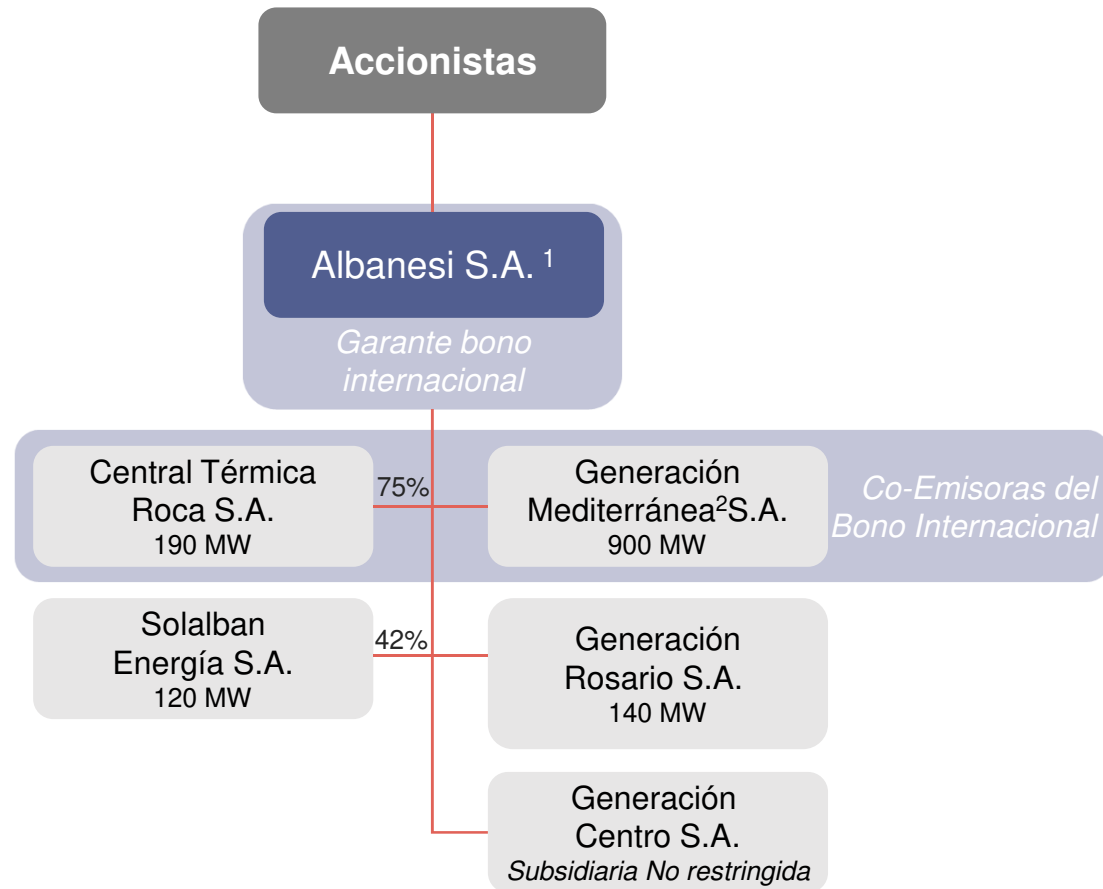 Accionistas
Albanesi S.A. 1
Garante bono
internacional
Central Térmica
Roca S.A.
190 MW
75%
Generación
Mediterránea2S.A.
900 MW
Co-Emisoras del
Bono Internacional
Solalban
Energía S.A.
120 MW
42%
Generación
Rosario S.A.
140 MW
Generación
Centro S.A.
Subsidiaria No restringida